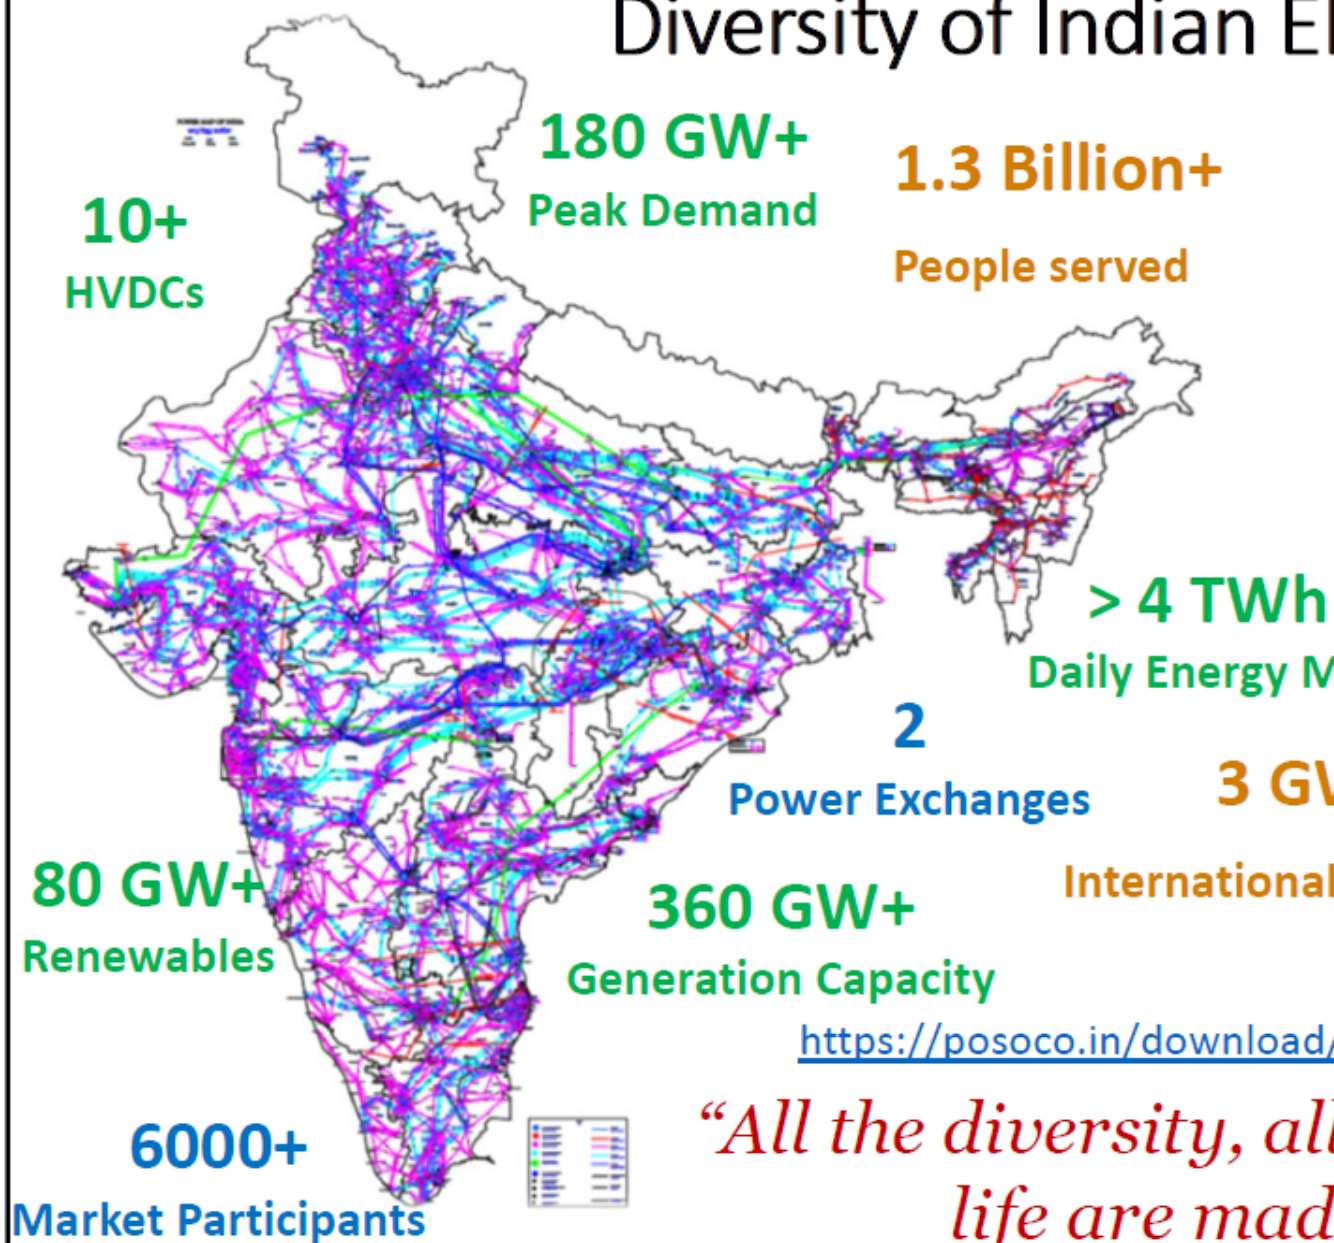 Diversity of Indian El
180 GW+
Peak Demand
1.3 Billion+
People served
10+
HVDCs
> 4 TWh
Daily Energy M
2
Power Exchanges
3 GW
International
80 GW+
Renewables
360 GW+
Generation Capacity
https://posoco.in/download/
“All the diversity, all
life are mad
6000+
Market Participants